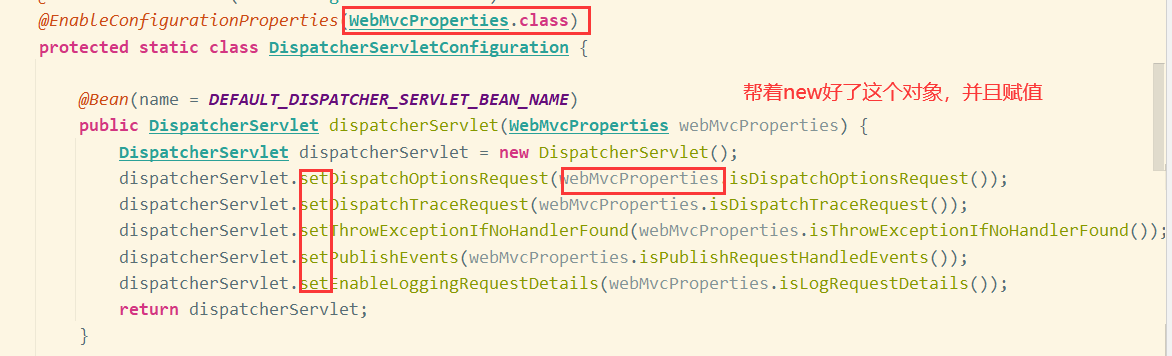 @EnableConfigurationProperties(WebMvcProperties.class)
protected static class DispatcherServletConfiguration {
@Bean(name = DEFAULT_DISPATCHER_SERVLET_BEAN_NAME)
帮着new好了这个对象，并且赋值
public DispatcherServlet dispatcherServlet(WebMvcProperties webMvcProperties) {
DispatcherServlet dispatcherServlet = new DispatcherServlet();
dispatcherServlet.setDispatchOptionsRequest(webMvcProperties.isDispatchOptionsRequest());
dispatcherServlet.setDispatchTraceRequest(webMvcProperties.isDispatchTraceRequest());
dispatcherServlet.setThrowExceptionIfNoHandlerFound(webMvcProperties.isThrowExceptionIfNoHandlerFound());
dispatcherServlet.setPublishEvents(webMvcProperties.isPublishRequestHandledEvents());
dispatcherServlet.setEnableLoggingRequestDetails(webMvcProperties.isLogRequestDetails());
return dispatcherServlet;
}